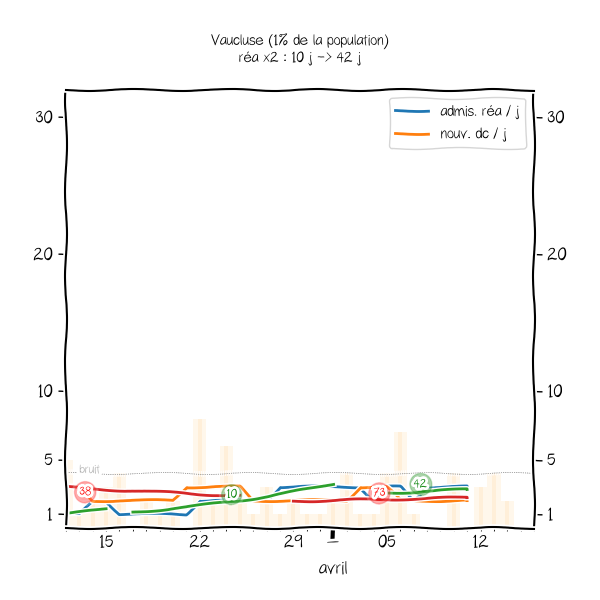 Vaucluse (1% de la population)
réa x2 : 10 j -> 42 j
admis. réa / j
nouv. dc / j
30 30
20 20
10 10
5 5
bruit
38 10 73 42
1 1
15 22 29 1 05 12
avril